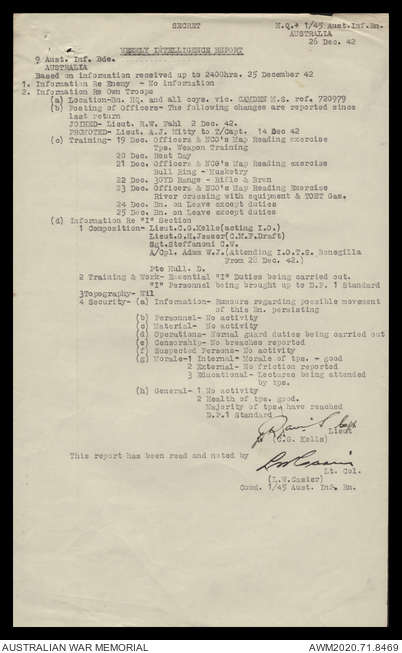 SECRET
H.Q. 1/45 Aust.Inf.Bn.
AUSTRALIA
26 Dec. 42
WEEKLY INTELLIGENCE REPORT
9 Aust. Inf. Bde.
AUSTRALIA
Based on information received up to 2400hrs. 25 December 42
1. Information Re Enemy - No information
2. Information Re Own Troops
(a) Location-Bn. HQ. and all coys. vic. CAMDEN M.S. ref. 720979
(b) Posting of Officers- The following changes are reported since
last return
JOINED- Lieut. R.W. Fahl 2 Dec. 42.
PROMOTED- Lieut. A.J. Mitty to T/Capt. 14 Dec 42
(c) Training- 19 Dec. Officers & NCO's Map Reading exercise
Tps. Weapon Training
20 Dec. Rest Day
21 Dec. Officers & NCO's Map Reading exercise
Bull Ring - Musketry
22 Dec. 30YD Range - Rifle & Bren
23 Dec. Officers & NCO's Map Reading Exercise
River crossing with equipment & TOET Gas.
24 Dec. Bn. on Leave except duties
25 Dec. Bn. on Leave except duties
(d) Information Re "I" Section
1 Composition- Lieut.C.G.Kells(acting I.O.)
Lieut.G.H.Jeeser(C.M.F.Draft)
Sgt.Steffanoni C.W.
A/Cpl. Adam W.J.(Attending I.O.T.S. Bonegilla
From 28 Dec. 42.)
Pte Hull. D.
2 Training & Work- Essential "I" Duties being carried out.
"I" Personnel being brought up to D.P. 1 Standard
3Topography- Nil
4 Security- (a) Information- Rumours regarding possible movement
of this Bn. persisting
(b) Personnel- No activity
(c) Material- No activity
(d) Operations- Normal guard duties being carried out
(e) Censorship- No breaches reported
(f) Suspected Persons- No activity
(g) Morale-1 Internal- Morale of tps. - good
2 External- No friction reported
3 Educational- Lectures being attended
by tps.
(h) General- 1 No activity
2 Health of tps. good.
Majority of tps. have reached
D.P.1 Standard
Lieut
(C.G. Kells)
This report has been read and noted by
Lt. Col.
(L.W.Casier)
Comd. 1/45 Aust. Inf. Bn.
AUSTRALIAN WAR MEMORIAL
AWM2020.71.8469